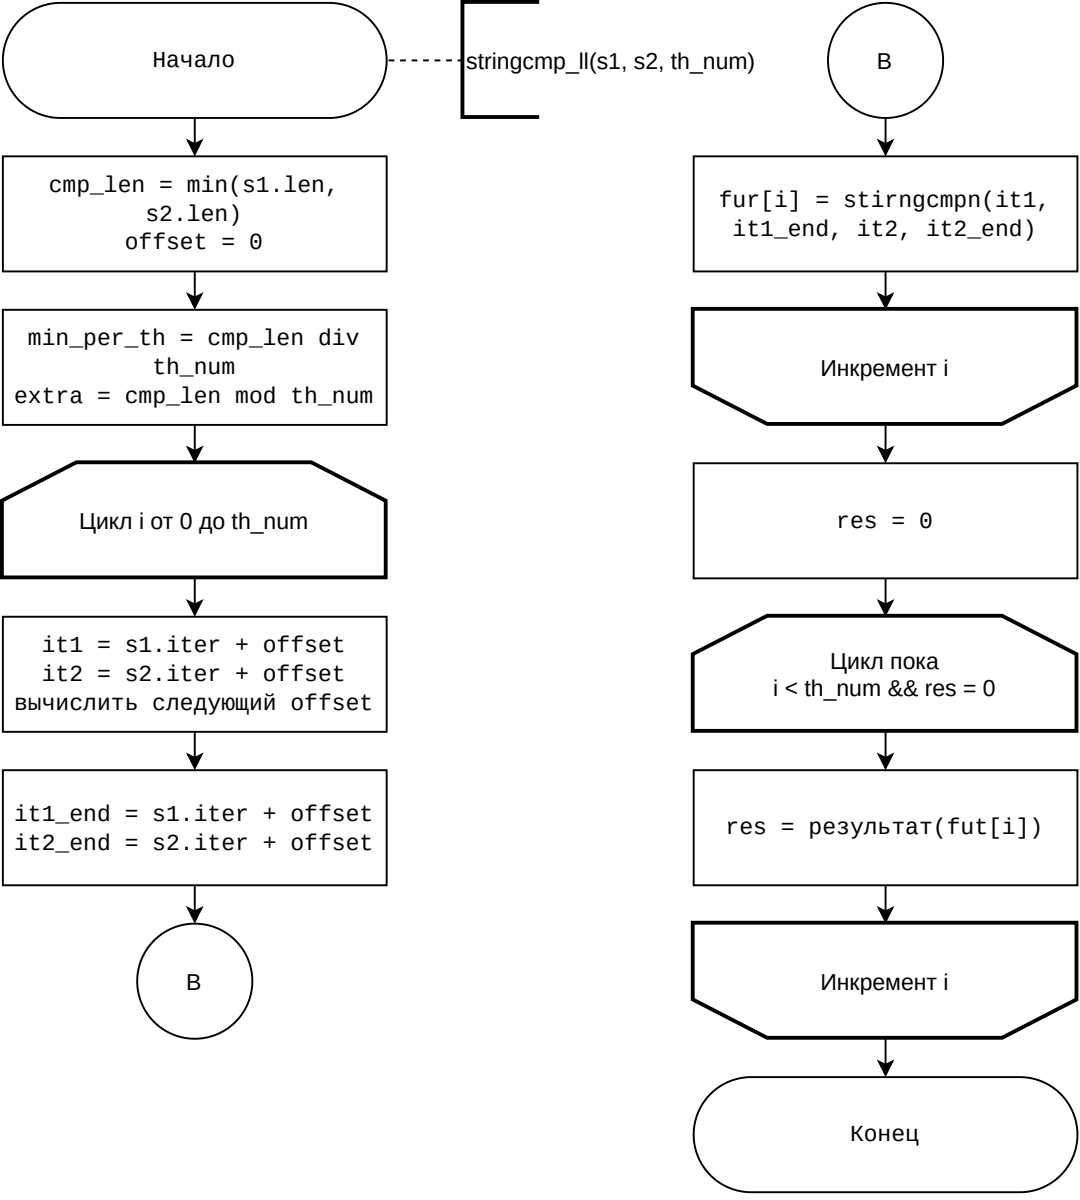 Начало
stringcmp_ll(s1, s2, th_num)
cmp_len = min(s1.len,
s2.len)
offset = 0
min_per_th = cmp_len div
th_num
extra = cmp_len mod th_num
Цикл i от 0 до th_num
it1 = s1.iter + offset
it2 = s2.iter + offset
вычислить следующий offset
it1_end = s1.iter + offset
it2_end = s2.iter + offset
B
B
fur[i] = stirngcmpn(it1,
it1_end, it2, it2_end)
Инкремент i
res = 0
Цикл пока
i < th_num && res = 0
res = результат(fut[i])
Инкремент i
Конец